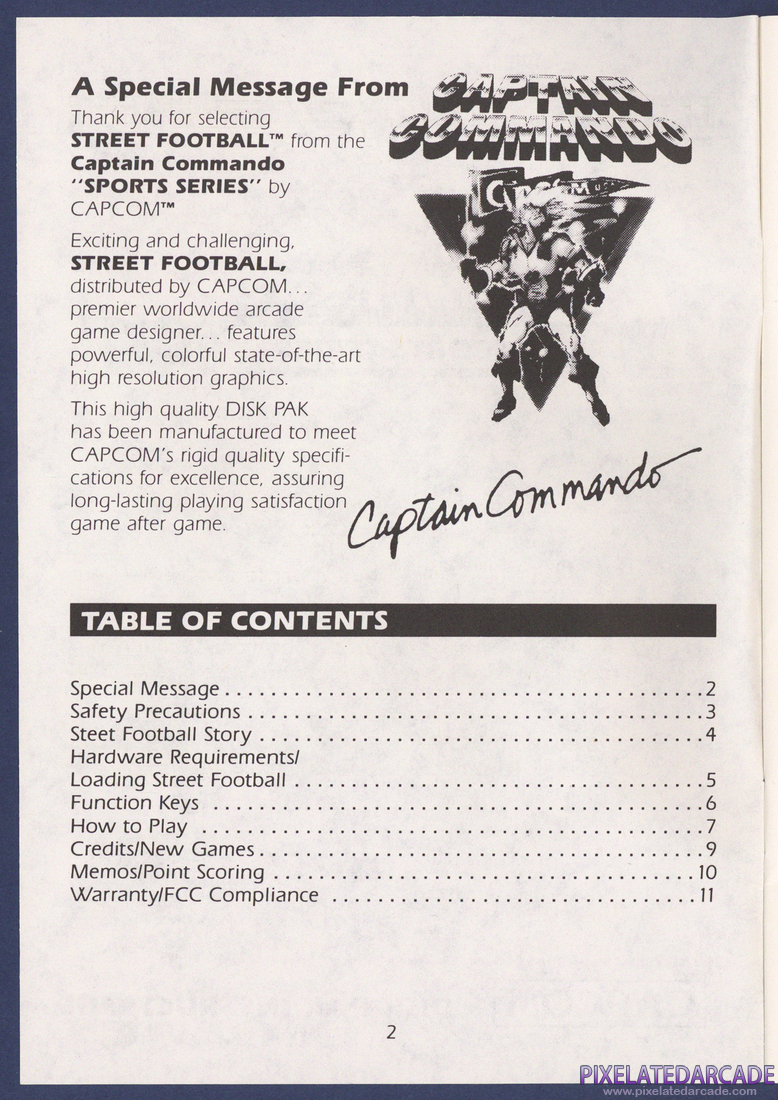 A Special Message From
CAPTAIN
COMMANDO
Thank you for selecting
STREET FOOTBALL™ from the
Captain Commando
"SPORTS SERIES" by
CAPCOM™
Exciting and challenging,
STREET FOOTBALL,
distributed by CAPCOM...
premier worldwide arcade
game designer... features
powerful, colorful state-of-the-art
high resolution graphics.
This high quality DISK PAK
has been manufactured to meet
CAPCOM's rigid quality specifi-
cations for excellence, assuring
long-lasting playing satisfaction
game after game.
Captain Commando
TABLE OF CONTENTS
Special Message . . . . . . . . . . . . . . . . . . . . . . . . . . . . . . . . . . . . . . . . . 2
Safety Precautions . . . . . . . . . . . . . . . . . . . . . . . . . . . . . . . . . . . . . . . 3
Steet Football Story . . . . . . . . . . . . . . . . . . . . . . . . . . . . . . . . . . . . . . 4
Hardware Requirements/
Loading Street Football . . . . . . . . . . . . . . . . . . . . . . . . . . . . . . . . . . . 5
Function Keys . . . . . . . . . . . . . . . . . . . . . . . . . . . . . . . . . . . . . . . . . . 6
How to Play . . . . . . . . . . . . . . . . . . . . . . . . . . . . . . . . . . . . . . . . . . . 7
Credits/New Games . . . . . . . . . . . . . . . . . . . . . . . . . . . . . . . . . . . . . . 9
Memos/Point Scoring . . . . . . . . . . . . . . . . . . . . . . . . . . . . . . . . . . . . 10
Warranty/FCC Compliance . . . . . . . . . . . . . . . . . . . . . . . . . . . . . . . . 11
2
PIXELATEDARCADE
www.pixelatedarcade.com